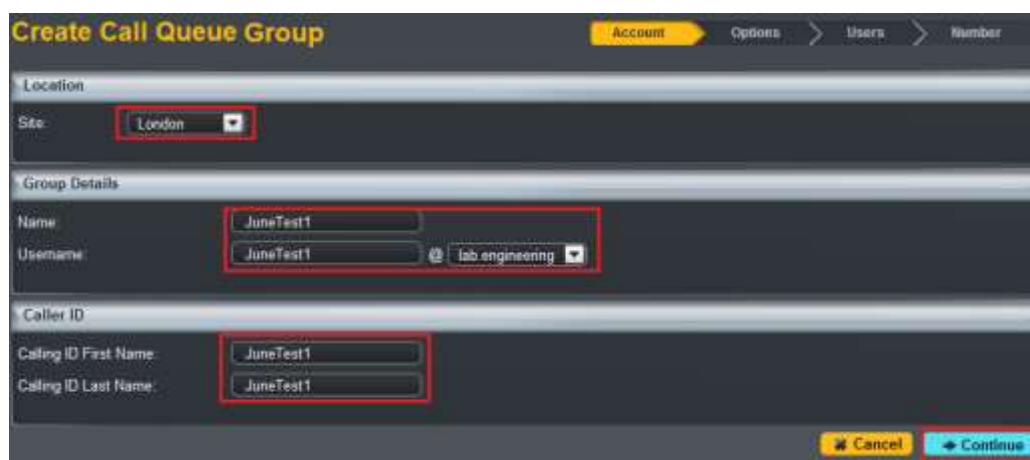 Create Call Queue Group
Account Options Users Number
Location
Site: London
Group Details
Name: JuneTest1
Username: JuneTest1 @ lab.engineering
Caller ID
Calling ID First Name: JuneTest1
Calling ID Last Name: JuneTest1
Cancel Continue